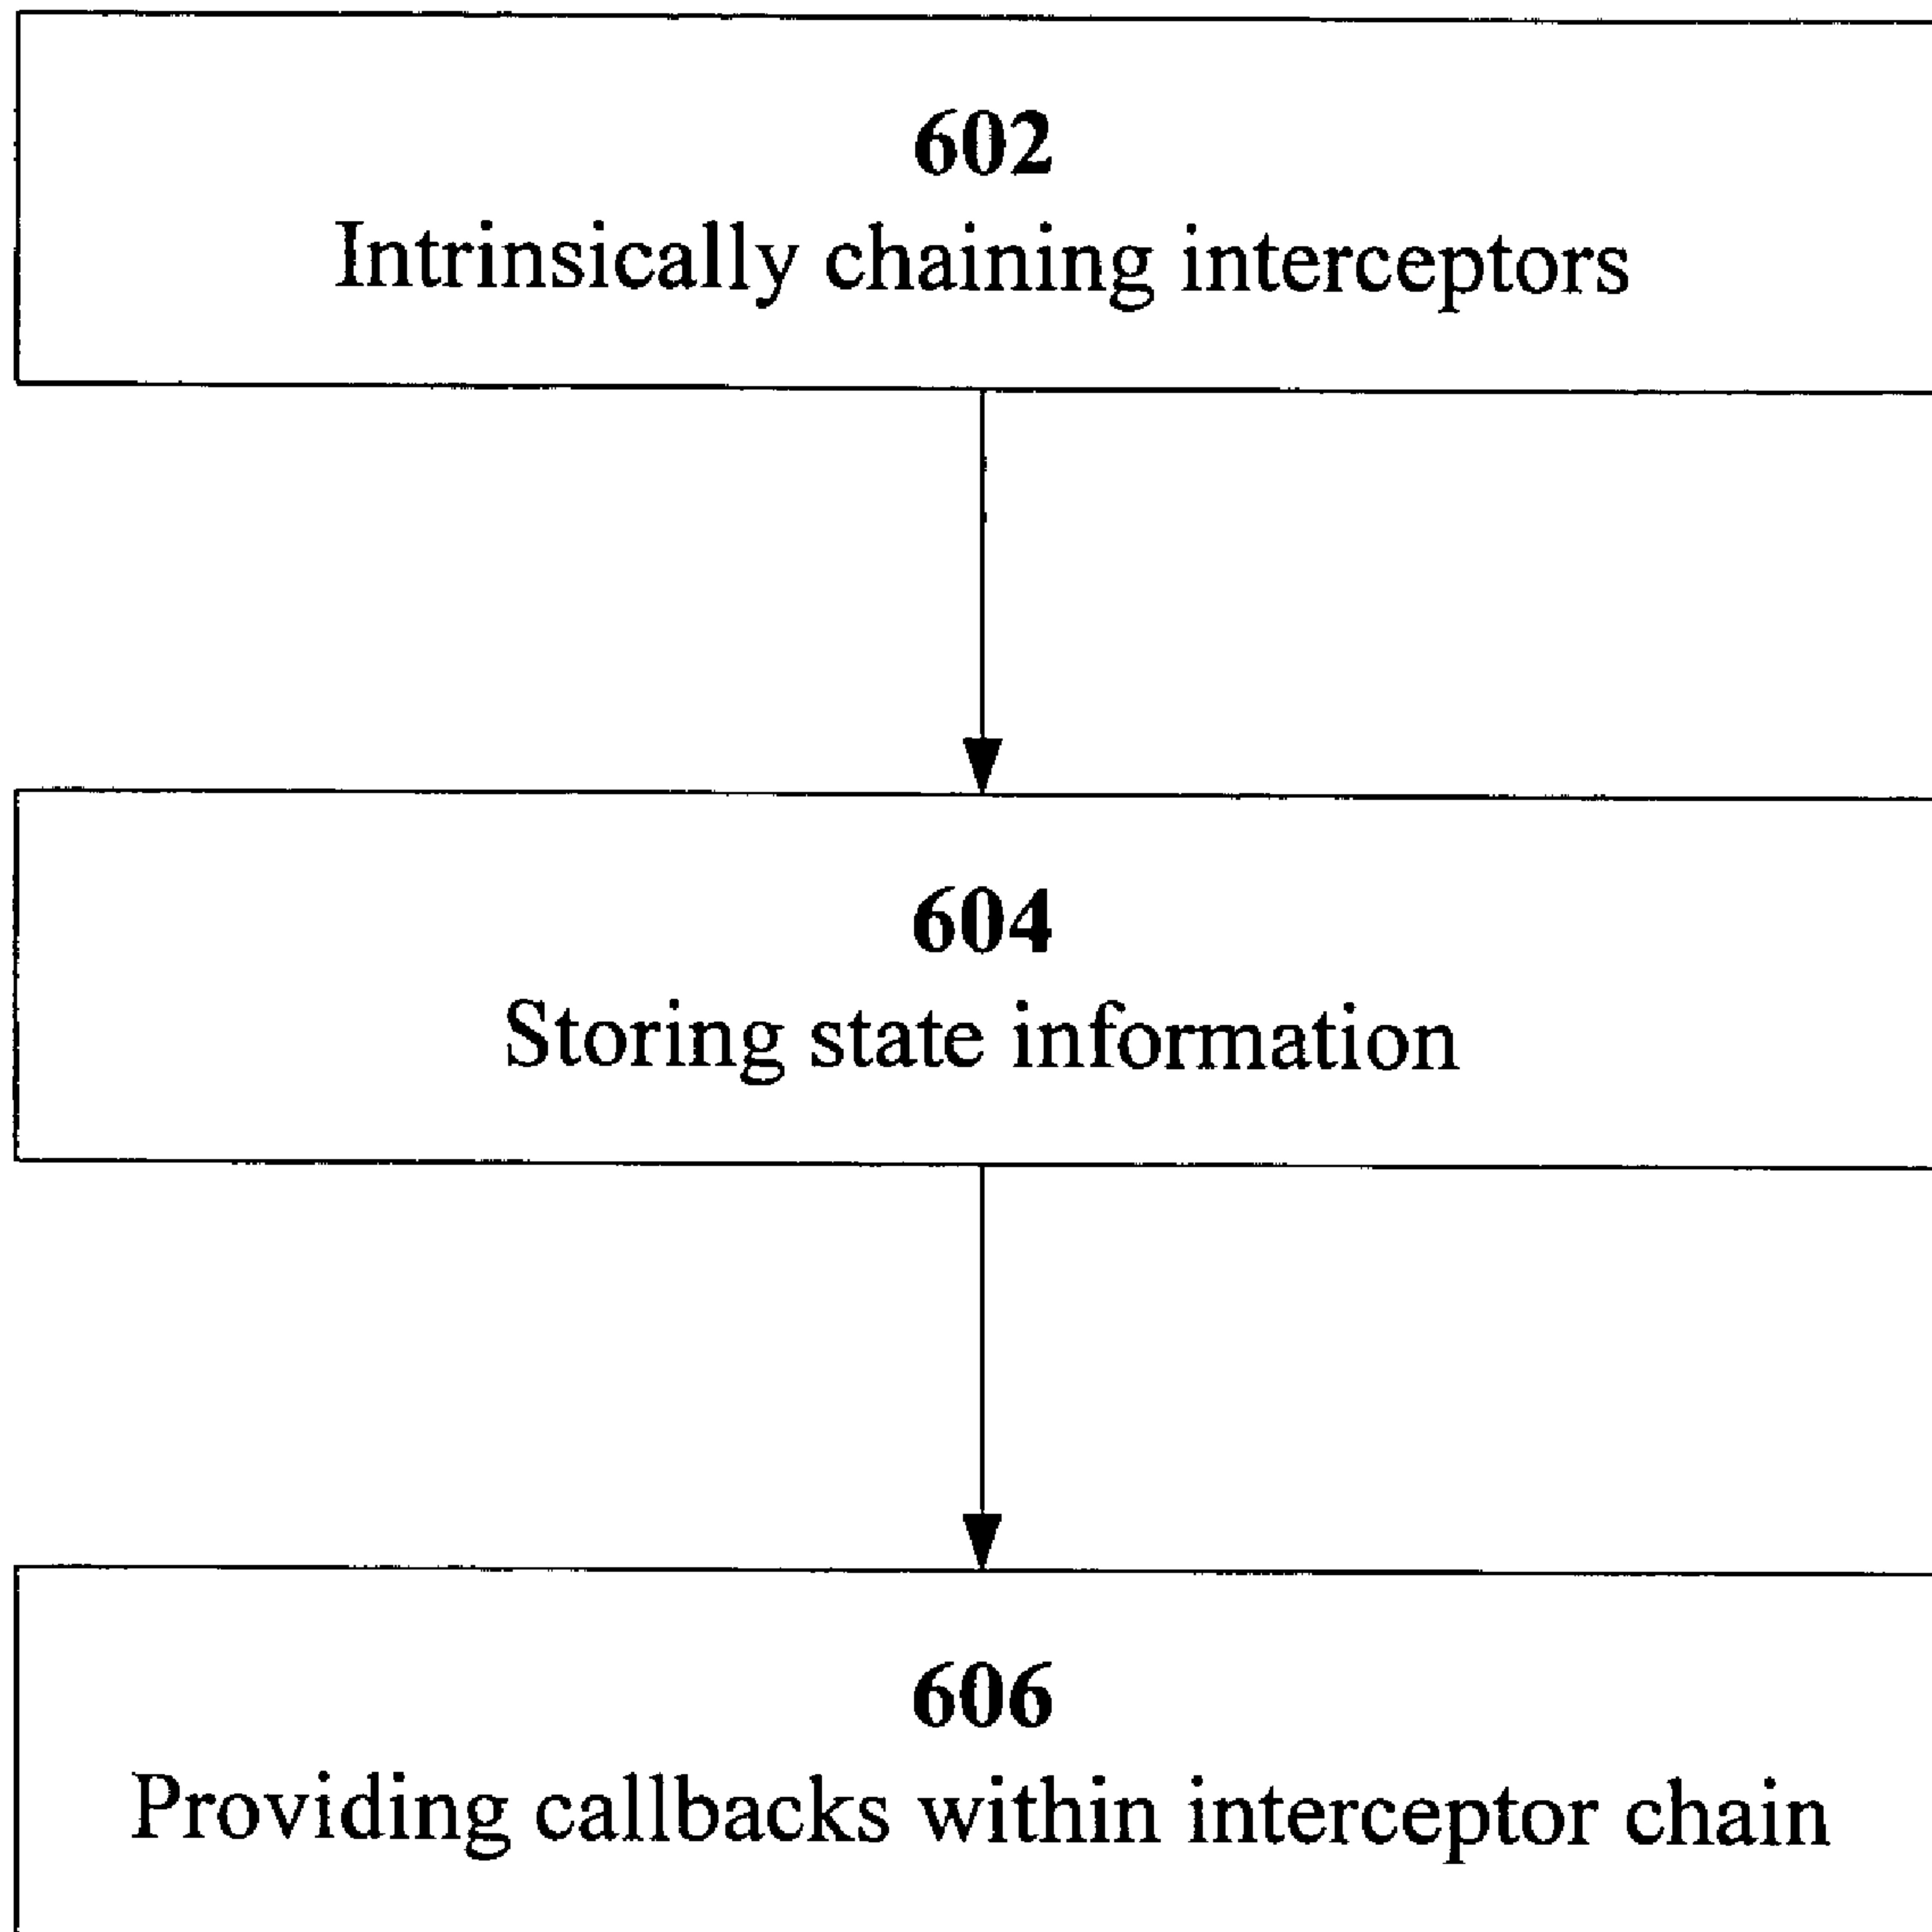 602
Intrinsically chaining interceptors
604
Storing state information
606
Providing callbacks within interceptor chain